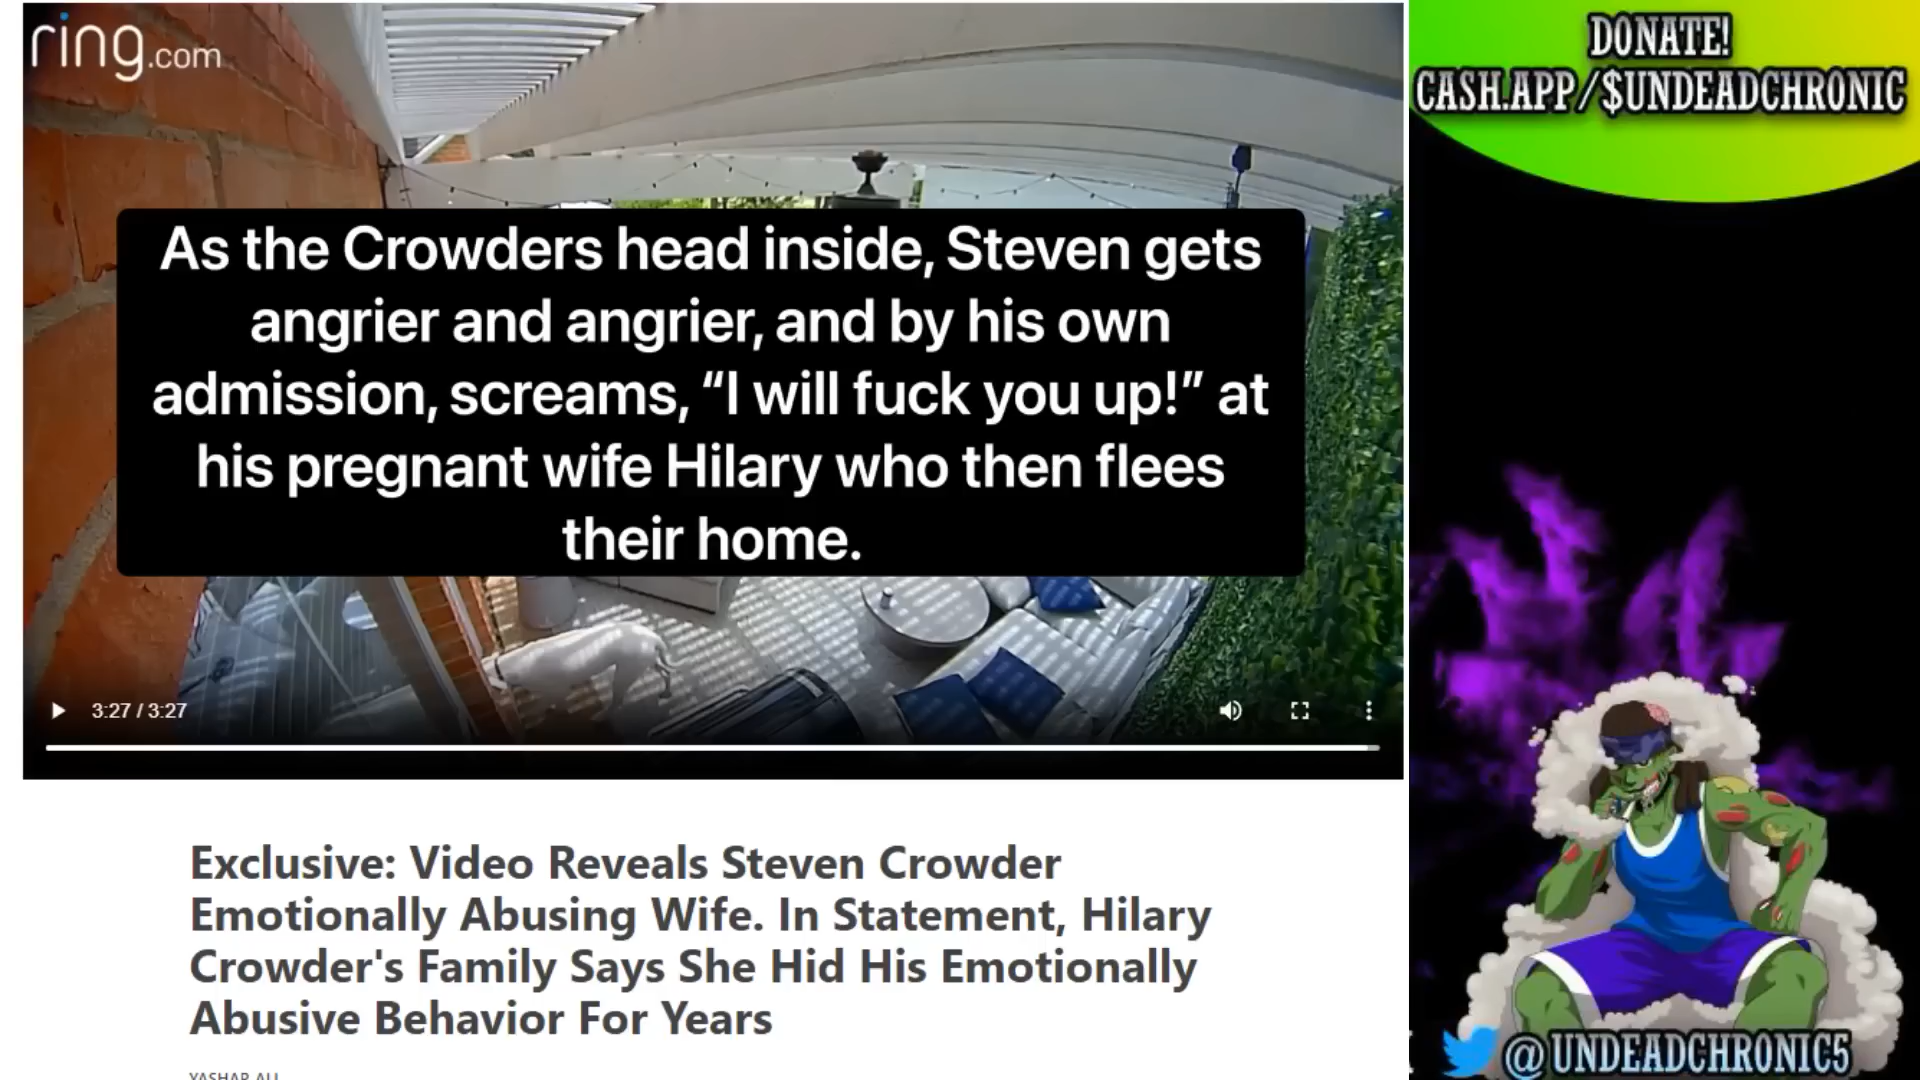 ring.com
As the Crowders head inside, Steven gets
angrier and angrier, and by his own
admission, screams, “I will fuck you up!” at
his pregnant wife Hilary who then flees
their home.
3:27 / 3:27
Exclusive: Video Reveals Steven Crowder
Emotionally Abusing Wife. In Statement, Hilary
Crowder's Family Says She Hid His Emotionally
Abusive Behavior For Years
YASHAR ALI
DONATE!
CASH.APP/$UNDEADCHRONIC
@UNDEADCHRONIC5